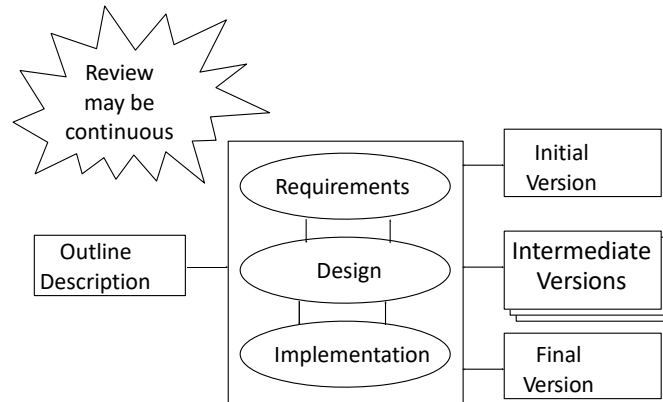 Review
may be
continuous
Requirements
Initial
Version
Outline
Description
Design
Intermediate
Versions
Implementation
Final
Version